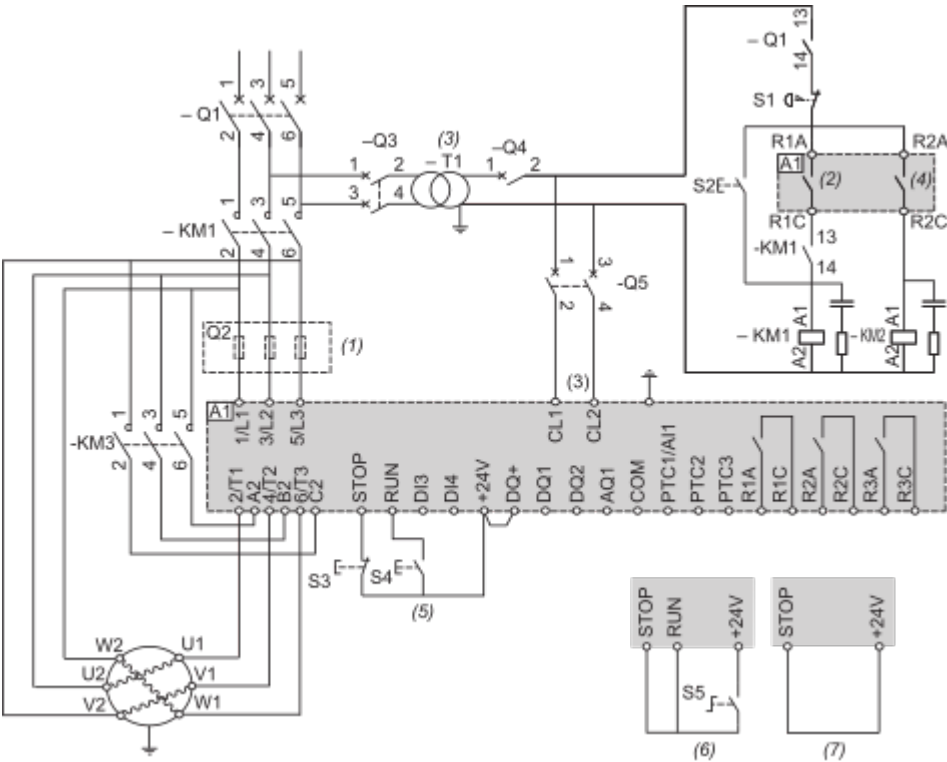 1 3 5
– Q1
2 4 6
–Q3
(3)
– T1
–Q4
1 2
3 4
1 2
13
– Q1
14
S1
R1A R2A
A1
(2) (4)
S2
R1C R2C
13
-KM1
14
A1 A1
– KM1 – KM2
A2 A2
1 3 5
– KM1
2 4 6
1 3
-Q5
2 4
Q2
(1)
(3)
1 3 5
-KM3
2 4 6
A1
1/L1 3/L2 5/L3 CL1 CL2
2/T1 A2 4/T2 B2 6/T3 C2 STOP RUN DI3 DI4 +24V DQ+ DQ1 DQ2 AQ1 COM PTC1/AI1 PTC2 PTC3 R1A R1C R2A R2C R3A R3C
S3 S4
(5)
W2 U1
U2 V1
V2 W1
STOP RUN +24V
S5
(6)
STOP +24V
(7)